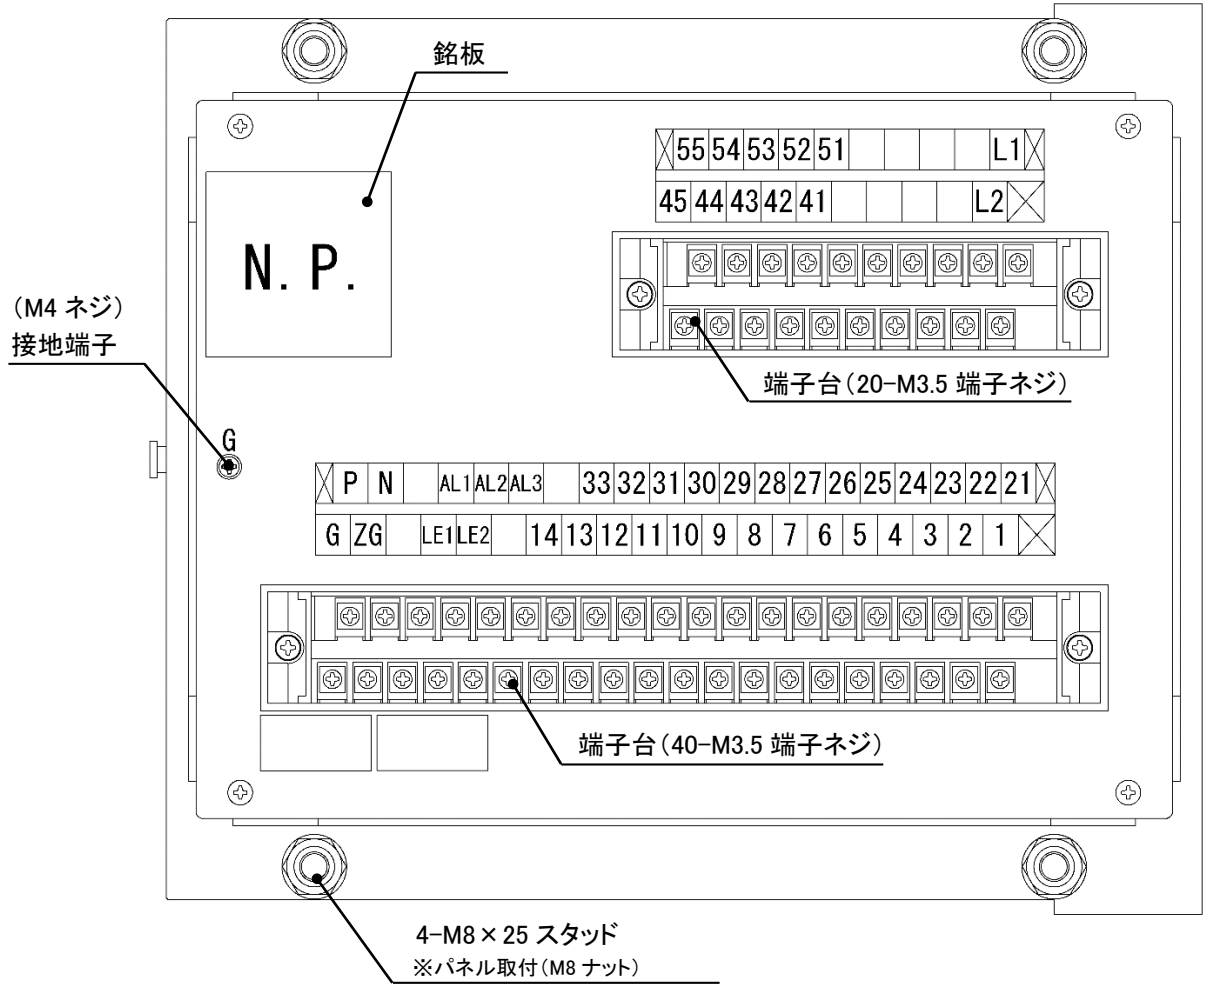 銘板
55 54 53 52 51 L1
45 44 43 42 41 L2
N. P.
(M4 ネジ)
接地端子
端子台(20-M3.5 端子ネジ)
G
P N AL1 AL2 AL3 33 32 31 30 29 28 27 26 25 24 23 22 21
G ZG LE1 LE2 14 13 12 11 10 9 8 7 6 5 4 3 2 1
端子台(40-M3.5 端子ネジ)
4-M8×25 スタッド
※パネル取付(M8 ナット)